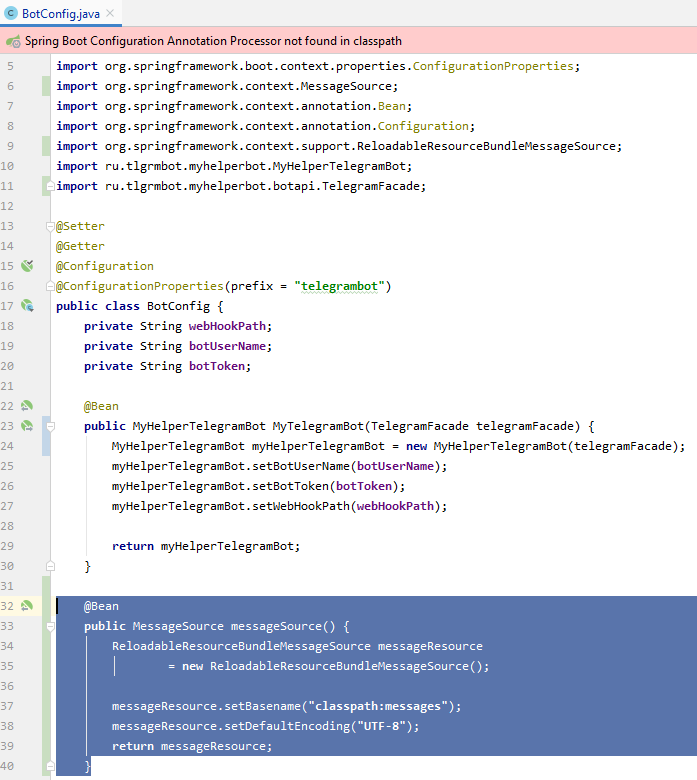 BotConfig.java
Spring Boot Configuration Annotation Processor not found in classpath
5 import org.springframework.boot.context.properties.ConfigurationProperties;
6 import org.springframework.context.MessageSource;
7 import org.springframework.context.annotation.Bean;
8 import org.springframework.context.annotation.Configuration;
9 import org.springframework.context.support.ReloadableResourceBundleMessageSource;
10 import ru.tlgrmbot.myhelperbot.MyHelperTelegramBot;
11 import ru.tlgrmbot.myhelperbot.botapi.TelegramFacade;
12
13 @Setter
14 @Getter
15 @Configuration
16 @ConfigurationProperties(prefix = "telegrambot")
17 public class BotConfig {
18     private String webHookPath;
19     private String botUserName;
20     private String botToken;
21
22     @Bean
23     public MyHelperTelegramBot MyTelegramBot(TelegramFacade telegramFacade) {
24         MyHelperTelegramBot myHelperTelegramBot = new MyHelperTelegramBot(telegramFacade);
25         myHelperTelegramBot.setBotUserName(botUserName);
26         myHelperTelegramBot.setBotToken(botToken);
27         myHelperTelegramBot.setWebHookPath(webHookPath);
28
29         return myHelperTelegramBot;
30     }
31
32     @Bean
33     public MessageSource messageSource() {
34         ReloadableResourceBundleMessageSource messageResource
35                 = new ReloadableResourceBundleMessageSource();
36
37         messageResource.setBasename("classpath:messages");
38         messageResource.setDefaultEncoding("UTF-8");
39         return messageResource;
40     }